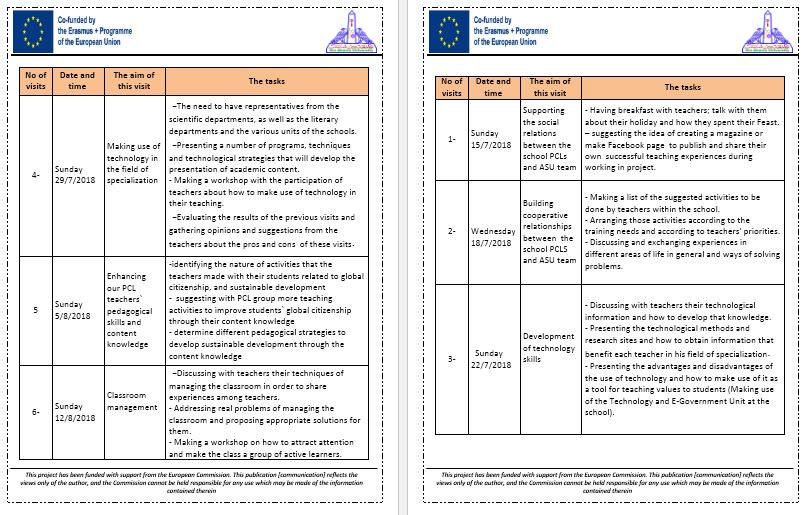 Co-funded by
the Erasmus + Programme
of the European Union
No of
visits
Date and
time
The aim of
this visit
The tasks
4-
Sunday
29/7/2018
Making use of
technology in
the field of
specialization
–The need to have representatives from the
scientific departments, as well as the literary
departments and the various units of the schools.
–Presenting a number of programs, techniques
and technological strategies that will develop the
presentation of academic content.
- Making a workshop with the participation of
teachers about how to make use of technology in
their teaching.
–Evaluating the results of the previous visits and
gathering opinions and suggestions from the
teachers about the pros and cons of these visits.
5
Sunday
5/8/2018
Enhancing
our PCL
teachers`
pedagogical
skills and
content
knowledge
-identifying the nature of activities that the
teachers made with their students related to global
citizenship, and sustainable development
- suggesting with PCL group more teaching
activities to improve students` global citizenship
through their content knowledge
- determine different pedagogical strategies to
develop sustainable development through the
content knowledge
6-
Sunday
12/8/2018
Classroom
management
–Discussing with teachers their techniques of
managing the classroom in order to share
experiences among teachers.
- Addressing real problems of managing the
classroom and proposing appropriate solutions for
them.
- Making a workshop on how to attract attention
and make the class a group of active learners.
This project has been funded with support from the European Commission. This publication [communication] reflects the
views only of the author, and the Commission cannot be held responsible for any use which may be made of the information
contained therein
Co-funded by
the Erasmus + Programme
of the European Union
No of
visits
Date and
time
The aim of
this visit
The tasks
1-
Sunday
15/7/2018
Supporting
the social
relations
between the
school PCLs
and ASU team
- Having breakfast with teachers; talk with them
about their holiday and how they spent their Feast.
– suggesting the idea of creating a magazine or
make Facebook page to publish and share their
own successful teaching experiences during
working in project.
2-
Wednesday
18/7/2018
Building
cooperative
relationships
between the
school PCLS
and ASU team
- Making a list of the suggested activities to be
done by teachers within the school.
- Arranging those activities according to the
training needs and according to teachers' priorities.
- Discussing and exchanging experiences in
different areas of life in general and ways of solving
problems.
3-
Sunday
22/7/2018
Development
of technology
skills
- Discussing with teachers their technological
information and how to develop that knowledge.
- Presenting the technological methods and
research sites and how to obtain information that
benefit each teacher in his field of specialization.
- Presenting the advantages and disadvantages of
the use of technology and how to make use of it as
a tool for teaching values to students (Making use
of the Technology and E-Government Unit at the
school).
This project has been funded with support from the European Commission. This publication [communication] reflects the
views only of the author, and the Commission cannot be held responsible for any use which may be made of the information
contained therein